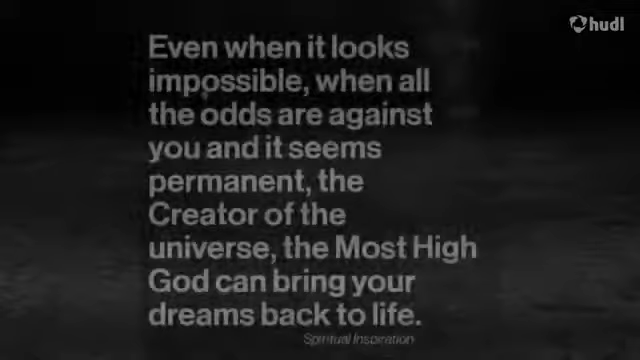 hudl
Even when it looks
impossible, when all
the odds are against
you and it seems
permanent, the
Creator of the
universe, the Most High
God can bring your
dreams back to life.
Spiritual Inspiration